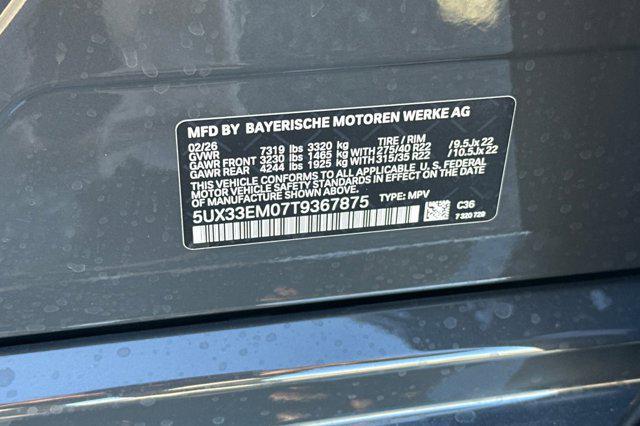 MFD BY BAYERISCHE MOTOREN WERKE AG
02/26
GVWR 7319 lbs 3320 kg TIRE / RIM
GAWR FRONT 3230 lbs 1465 kg WITH 275/40 R22 / 9.5Jx22
GAWR REAR 4244 lbs 1925 kg WITH 315/35 R22 / 10.5Jx22
THIS VEHICLE CONFORMS TO ALL APPLICABLE U.S. FEDERAL
MOTOR VEHICLE SAFETY STANDARDS IN EFFECT ON THE DATE OF
MANUFACTURE SHOWN ABOVE.
5UX33EM07T9367875 TYPE: MPV
C36
7 320 729